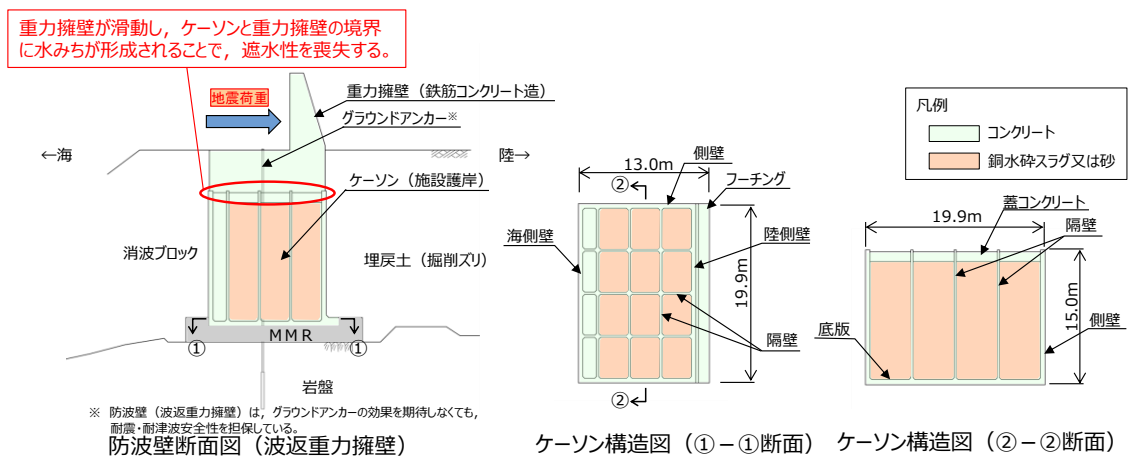 重力擁壁が滑動し，ケーソンと重力擁壁の境界
に水みちが形成されることで，遮水性を喪失する。
地震荷重
重力擁壁（鉄筋コンクリート造）
グラウンドアンカー※
←海
陸→
ケーソン（施設護岸）
消波ブロック
埋戻土（掘削ズリ）
MMR
①
①
岩盤
※ 防波壁（波返重力擁壁）は，グラウンドアンカーの効果を期待しなくても，
耐震・耐津波安全性を担保している。
防波壁断面図（波返重力擁壁）
13.0m
②
側壁
フーチング
海側壁
陸側壁
19.9m
隔壁
②
ケーソン構造図（①－①断面）
凡例
コンクリート
銅水砕スラグ又は砂
蓋コンクリート
19.9m
隔壁
15.0m
底版
側壁
ケーソン構造図（②－②断面）